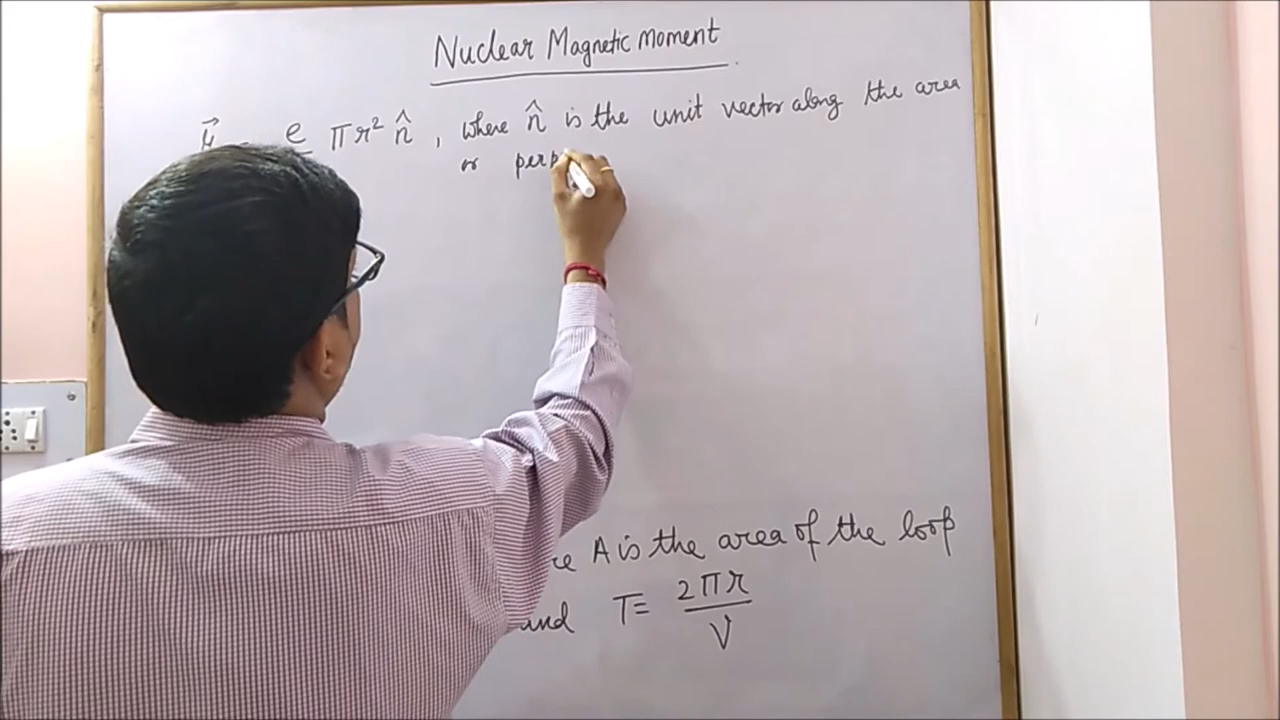 Nuclear Magnetic Moment
e πr² n̂, where n̂ is the unit vector along the area
or perp
A is the area of the loop
and T= 2πr/V